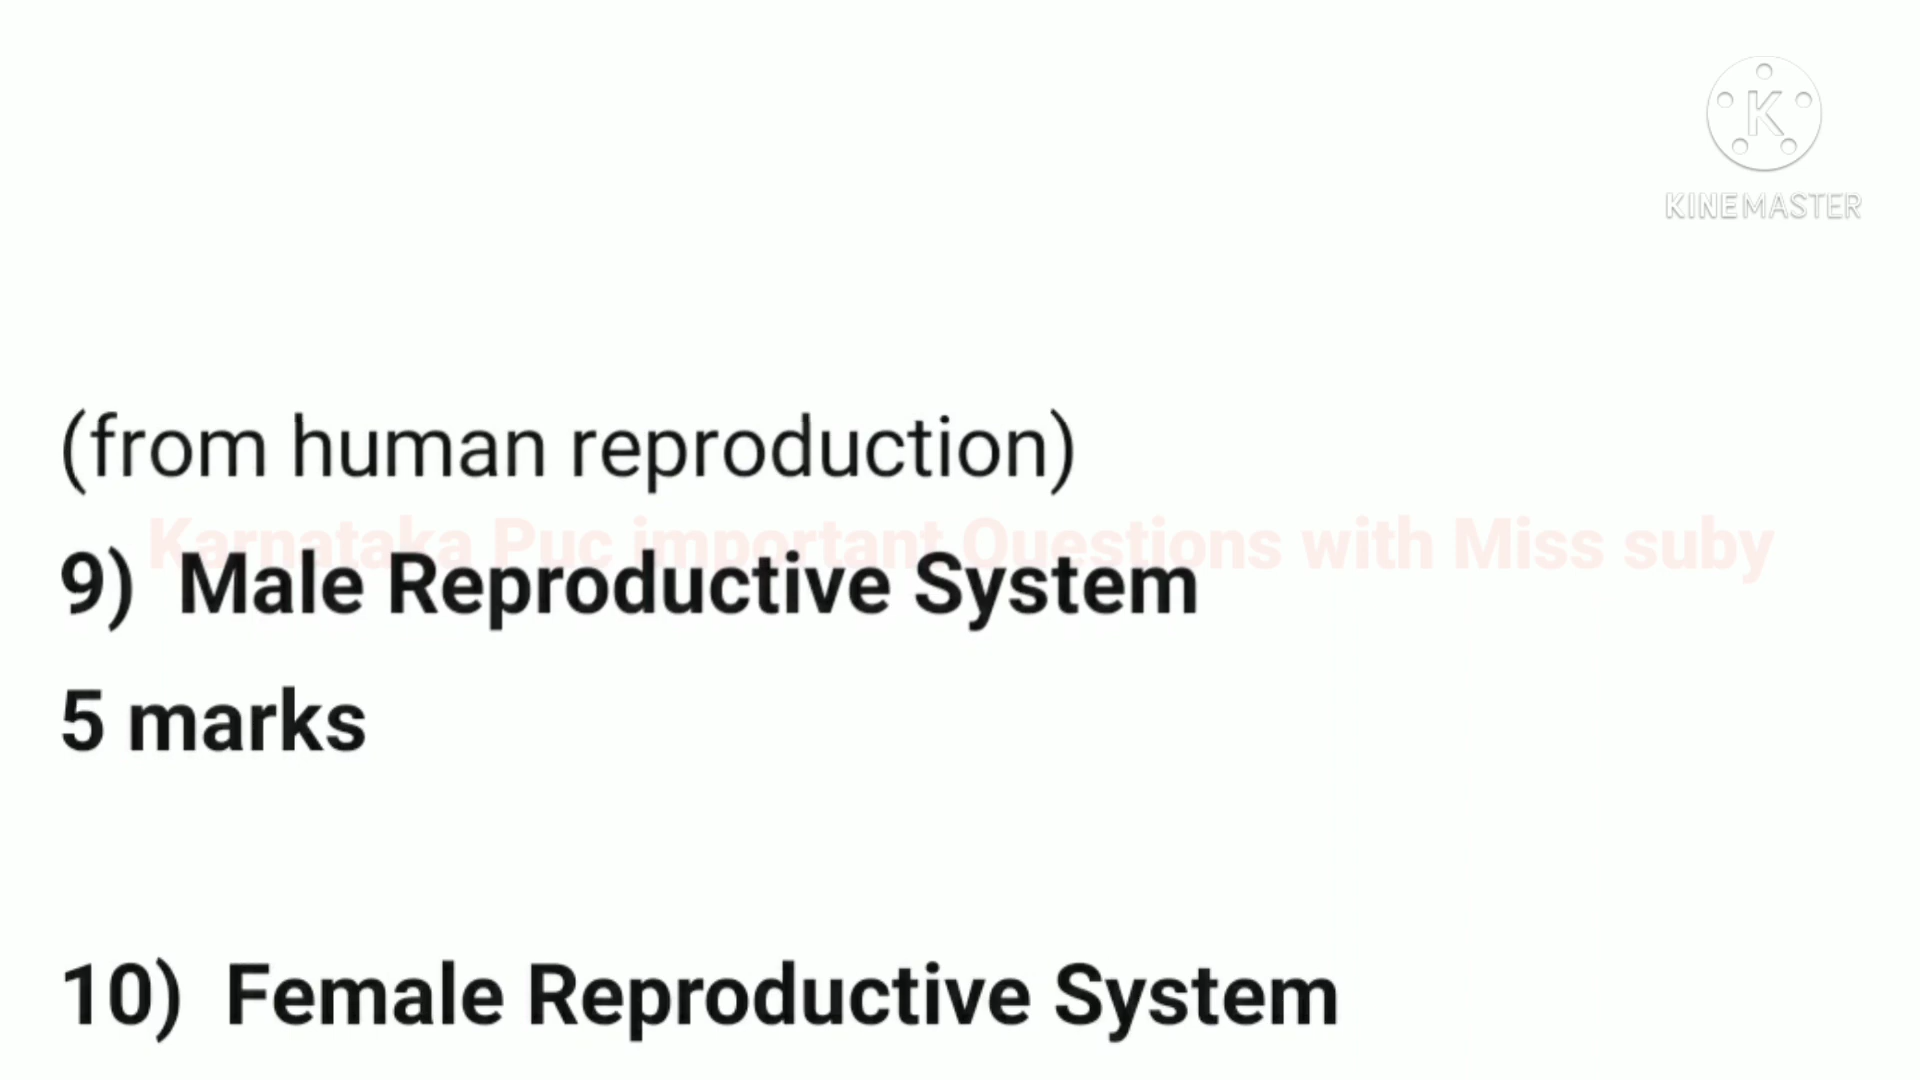 K
KINEMASTER
(from human reproduction)
Karnataka Puc important Questions with Miss suby
9) Male Reproductive System
5 marks
10) Female Reproductive System